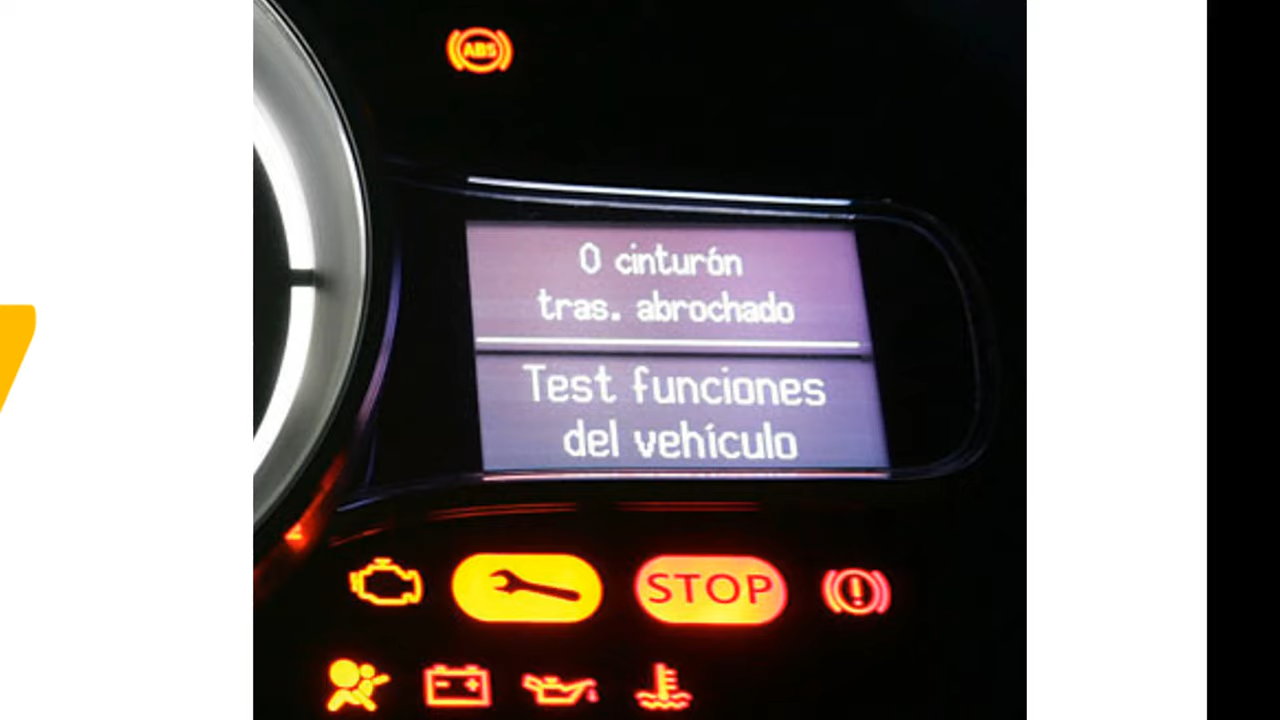 ABS
0 cinturón
tras. abrochado
Test funciones
del vehículo
STOP